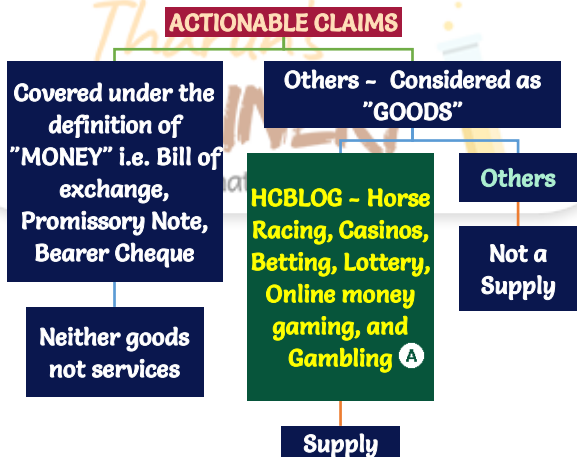 ACTIONABLE CLAIMS
Tharun's
Covered under the
definition of
"MONEY" i.e. Bill of
exchange,
Promissory Note,
Bearer Cheque
Neither goods
not services
Others - Considered as
"GOODS"
HCBLOG - Horse
Racing, Casinos,
Betting, Lottery,
Online money
gaming, and
Gambling A
Supply
Others
Not a
Supply